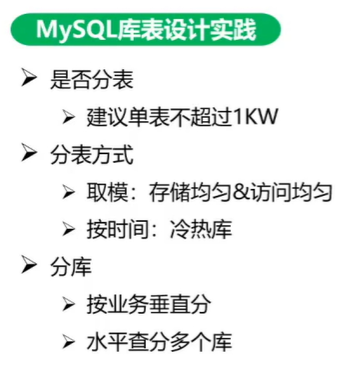 MySQL库表设计实践
是否分表
建议单表不超过1KW
分表方式
取模：存储均匀&访问均匀
按时间：冷热库
分库
按业务垂直分
水平查分多个库